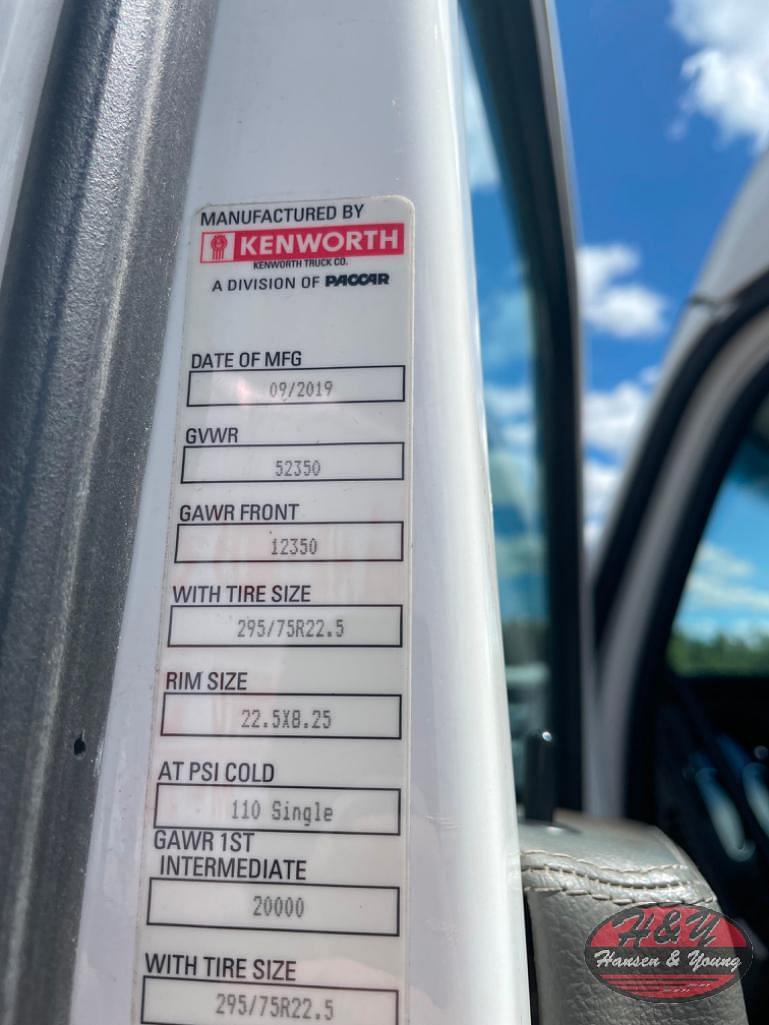 MANUFACTURED BY
KENWORTH
KENWORTH TRUCK CO.
A DIVISION OF PACCAR
DATE OF MFG
09/2019
GVWR
52350
GAWR FRONT
12350
WITH TIRE SIZE
295/75R22.5
RIM SIZE
22.5X8.25
AT PSI COLD
110 Single
GAWR 1ST
INTERMEDIATE
20000
WITH TIRE SIZE
295/75R22.5
H&Y
Hansen & Young